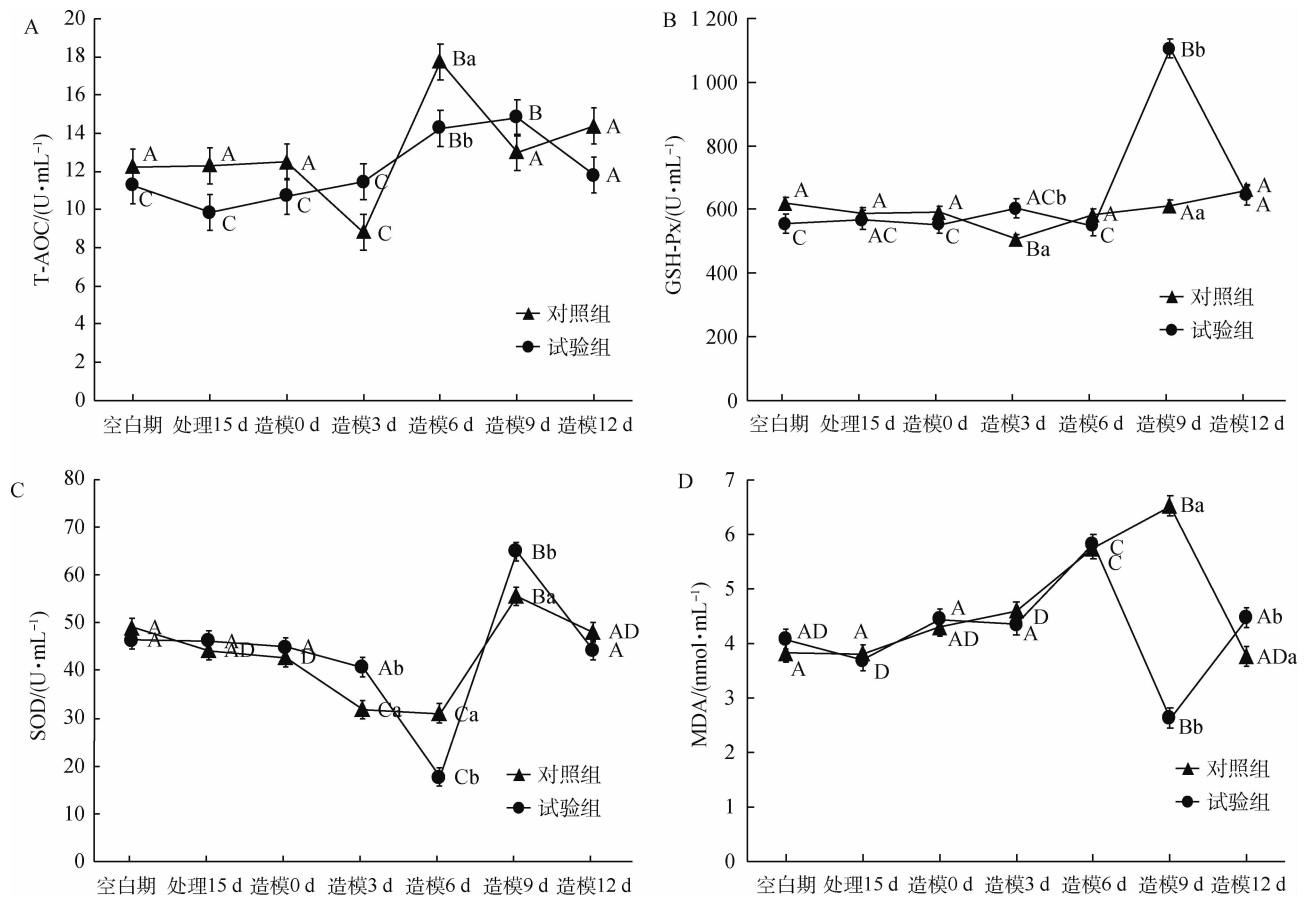 A
T-AOC/(U·mL⁻¹)
20
18
16
14
12
10
8
6
4
2
0
A
A
A
C
Ba
A
A
C
C
C
C
Bb
B
A
对照组
试验组
空白期 处理15 d 造模0 d 造模3 d 造模6 d 造模9 d 造模12 d
B
GSH-Px/(U·mL⁻¹)
1 200
1 000
800
600
400
200
0
A
A
A
Ba
A
Aa
A
C
AC
C
ACb
C
Bb
A
对照组
试验组
空白期 处理15 d 造模0 d 造模3 d 造模6 d 造模9 d 造模12 d
C
SOD/(U·mL⁻¹)
80
70
60
50
40
30
20
10
0
A
AD
D
Ca
Ca
Ba
AD
A
A
A
Ab
Cb
Bb
A
对照组
试验组
空白期 处理15 d 造模0 d 造模3 d 造模6 d 造模9 d 造模12 d
D
MDA/(nmol·mL⁻¹)
7
6
5
4
3
2
1
0
A
A
AD
D
C
Ba
ADa
AD
D
A
A
C
Bb
Ab
对照组
试验组
空白期 处理15 d 造模0 d 造模3 d 造模6 d 造模9 d 造模12 d